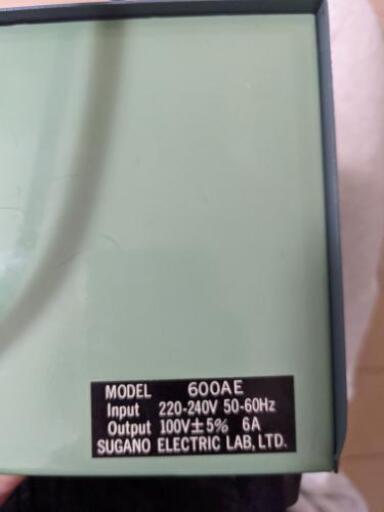 MODEL 600AE
Input 220-240V 50-60Hz
Output 100V±5% 6A
SUGANO ELECTRIC LAB, LTD.